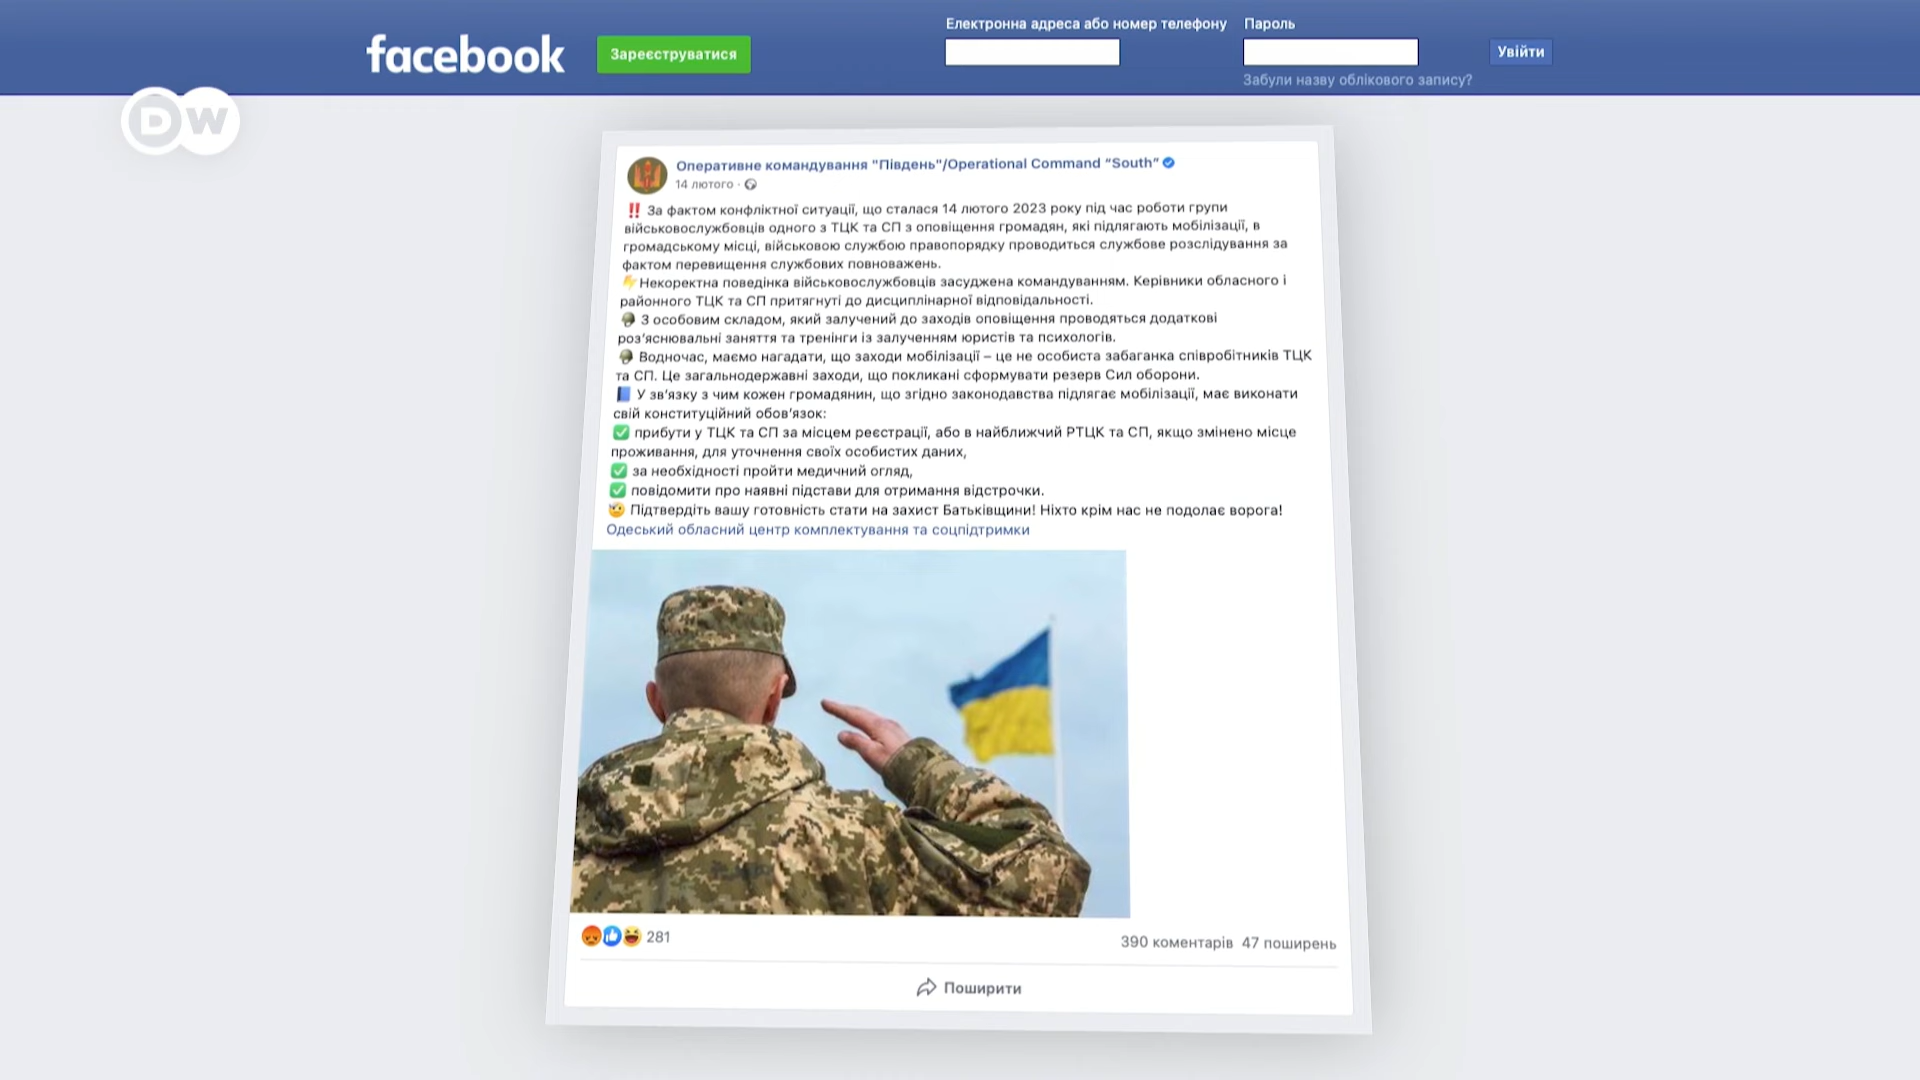 facebook
Зареєструватися
Електронна адреса або номер телефону
Пароль
Увійти
Забули назву облікового запису?
DW
Оперативне командування "Південь"/Operational Command “South”
14 лютого ·
‼️ За фактом конфліктної ситуації, що сталася 14 лютого 2023 року під час роботи групи
військовослужбовців одного з ТЦК та СП з оповіщення громадян, які підлягають мобілізації, в
громадському місці, військовою службою правопорядку проводиться службове розслідування за
фактом перевищення службових повноважень.
Некоректна поведінка військовослужбовців засуджена командуванням. Керівники обласного і
районного ТЦК та СП притягнуті до дисциплінарної відповідальності.
З особовим складом, який залучений до заходів оповіщення проводяться додаткові
роз’яснювальні заняття та тренінги із залученням юристів та психологів.
Водночас, маємо нагадати, що заходи мобілізації – це не особиста забаганка співробітників ТЦК
та СП. Це загальнодержавні заходи, що покликані сформувати резерв Сил оборони.
У зв’язку з чим кожен громадянин, що згідно законодавства підлягає мобілізації, має виконати
свій конституційний обов’язок:
✅ прибути у ТЦК та СП за місцем реєстрації, або в найближчий РТЦК та СП, якщо змінено місце
проживання, для уточнення своїх особистих даних,
✅ за необхідності пройти медичний огляд,
✅ повідомити про наявні підстави для отримання відстрочки.
Підтвердіть вашу готовність стати на захист Батьківщини! Ніхто крім нас не подолає ворога!
Одеський обласний центр комплектування та соцпідтримки
281
390 коментарів 47 поширень
Поширити